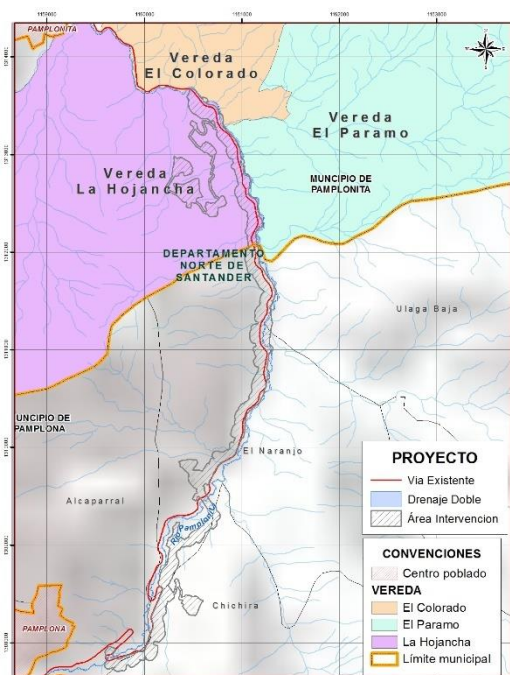 PAMPLONITA
Vereda
El Colorado
Vereda
El Paramo
Vereda
La Hojancha
MUNCIPIO DE
PAMPLONITA
DEPARTAMENTO
NORTE DE
SANTANDER
Ulaga Baja
UNCIPIO DE
PAMPLONA
El Naranjo
Alcaparral
Río Pamplonita
Chichira
PAMPLONA
PROYECTO
Via Existente
Drenaje Doble
Área Intervencion
CONVENCIONES
Centro poblado
VEREDA
El Colorado
El Paramo
La Hojancha
Límite municipal